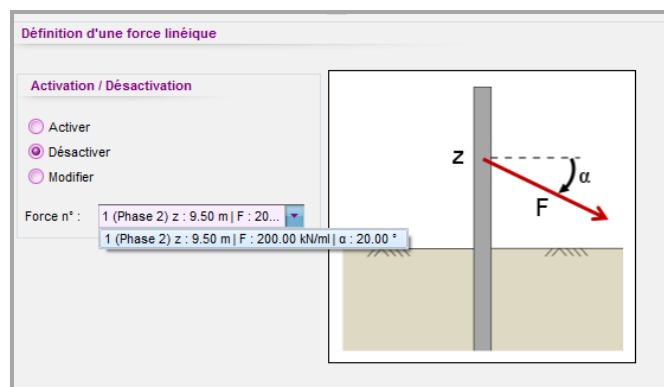 Définition d'une force linéique
Activation / Désactivation
Activer
Désactiver
Modifier
Force n° : 1 (Phase 2) z : 9.50 m | F : 20...
1 (Phase 2) z : 9.50 m | F : 200.00 kN/ml | α : 20.00 °
z
α
F